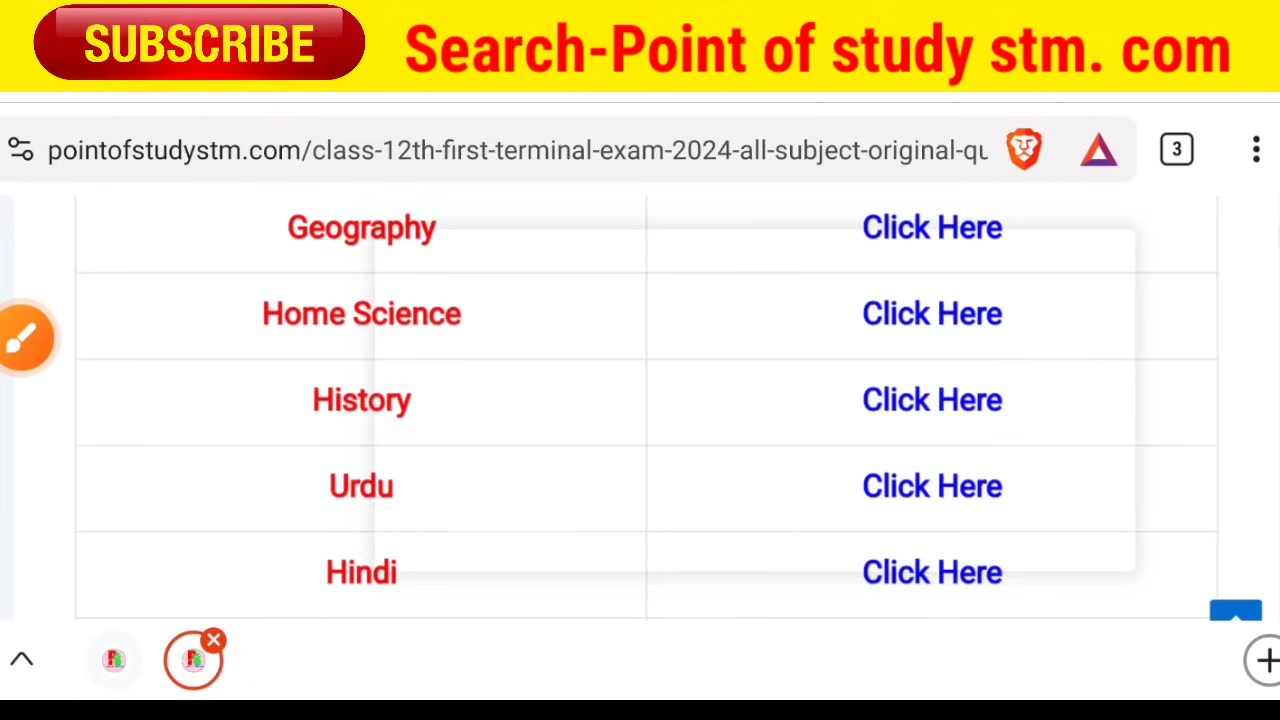 SUBSCRIBE Search-Point of study stm. com
pointofstudystm.com/class-12th-first-terminal-exam-2024-all-subject-original-qu 3
Geography Click Here
Home Science Click Here
History Click Here
Urdu Click Here
Hindi Click Here